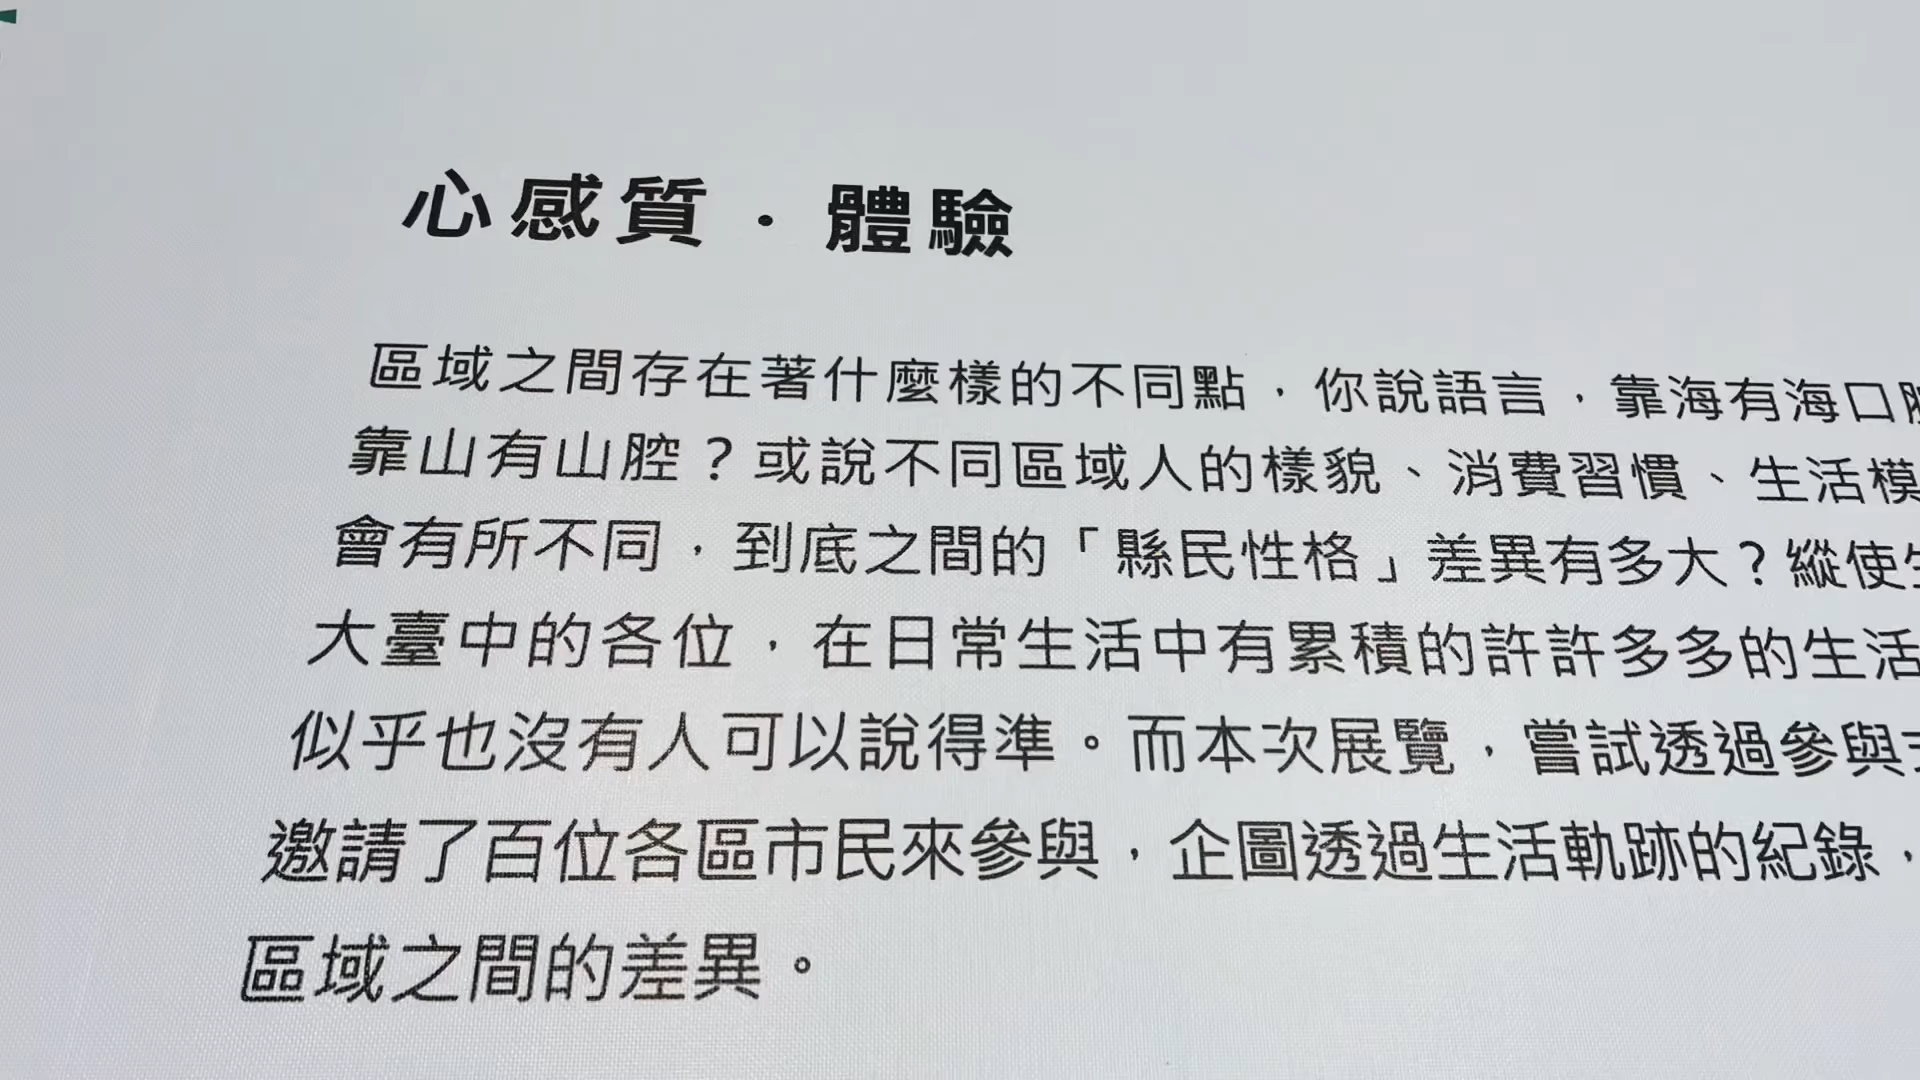 心感質·體驗
區域之間存在著什麼樣的不同點，你說語言，靠海有海口
靠山有山腔？或說不同區域人的樣貌、消費習慣、生活模
會有所不同，到底之間的「縣民性格」差異有多大？縱使生
大臺中的各位，在日常生活中有累積的許許多多的生活
似乎也沒有人可以說得準。而本次展覽，嘗試透過參與
邀請了百位各區市民來參與，企圖透過生活軌跡的紀錄，
區域之間的差異。